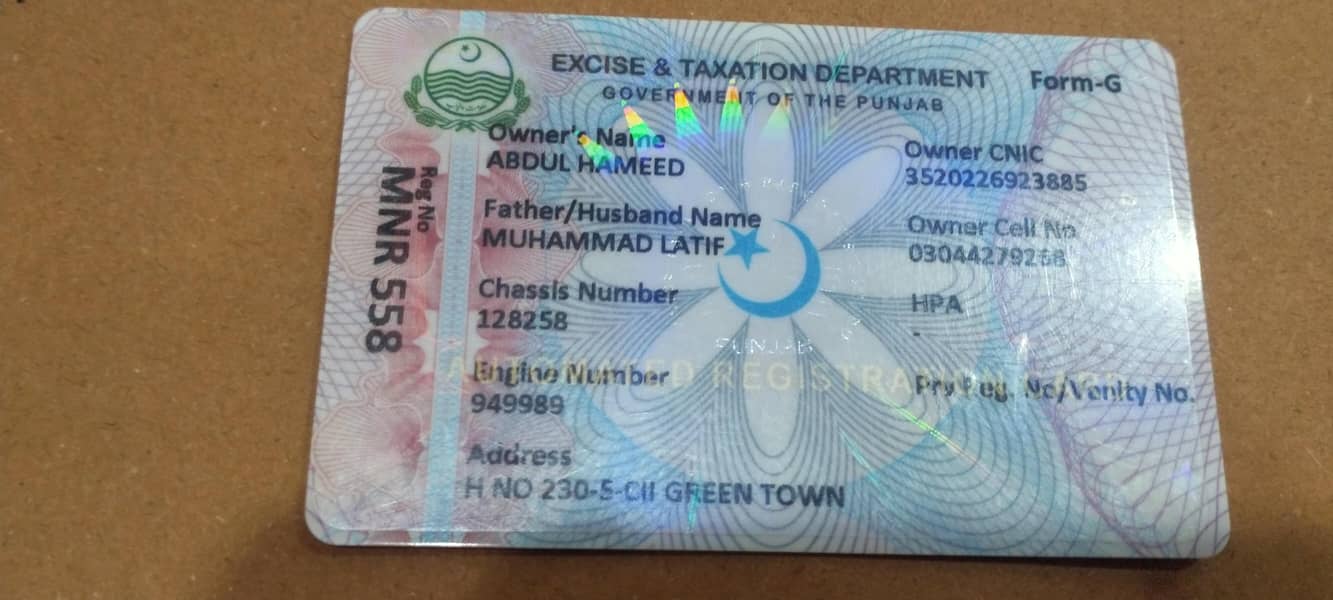 EXCISE & TAXATION DEPARTMENT Form-G
GOVERNMENT OF THE PUNJAB
Reg No
MNR 558
Owner's Name
ABDUL HAMEED
Father/Husband Name
MUHAMMAD LATIF
Chassis Number
128258
Engine Number
949989
Address
H NO 230-5-CII GREEN TOWN
Owner CNIC
3520226923885
Owner Cell No.
HPA
-
Prv Reg. No/Vanity No.
PUNJAB
AUTOMATED REGISTRATION